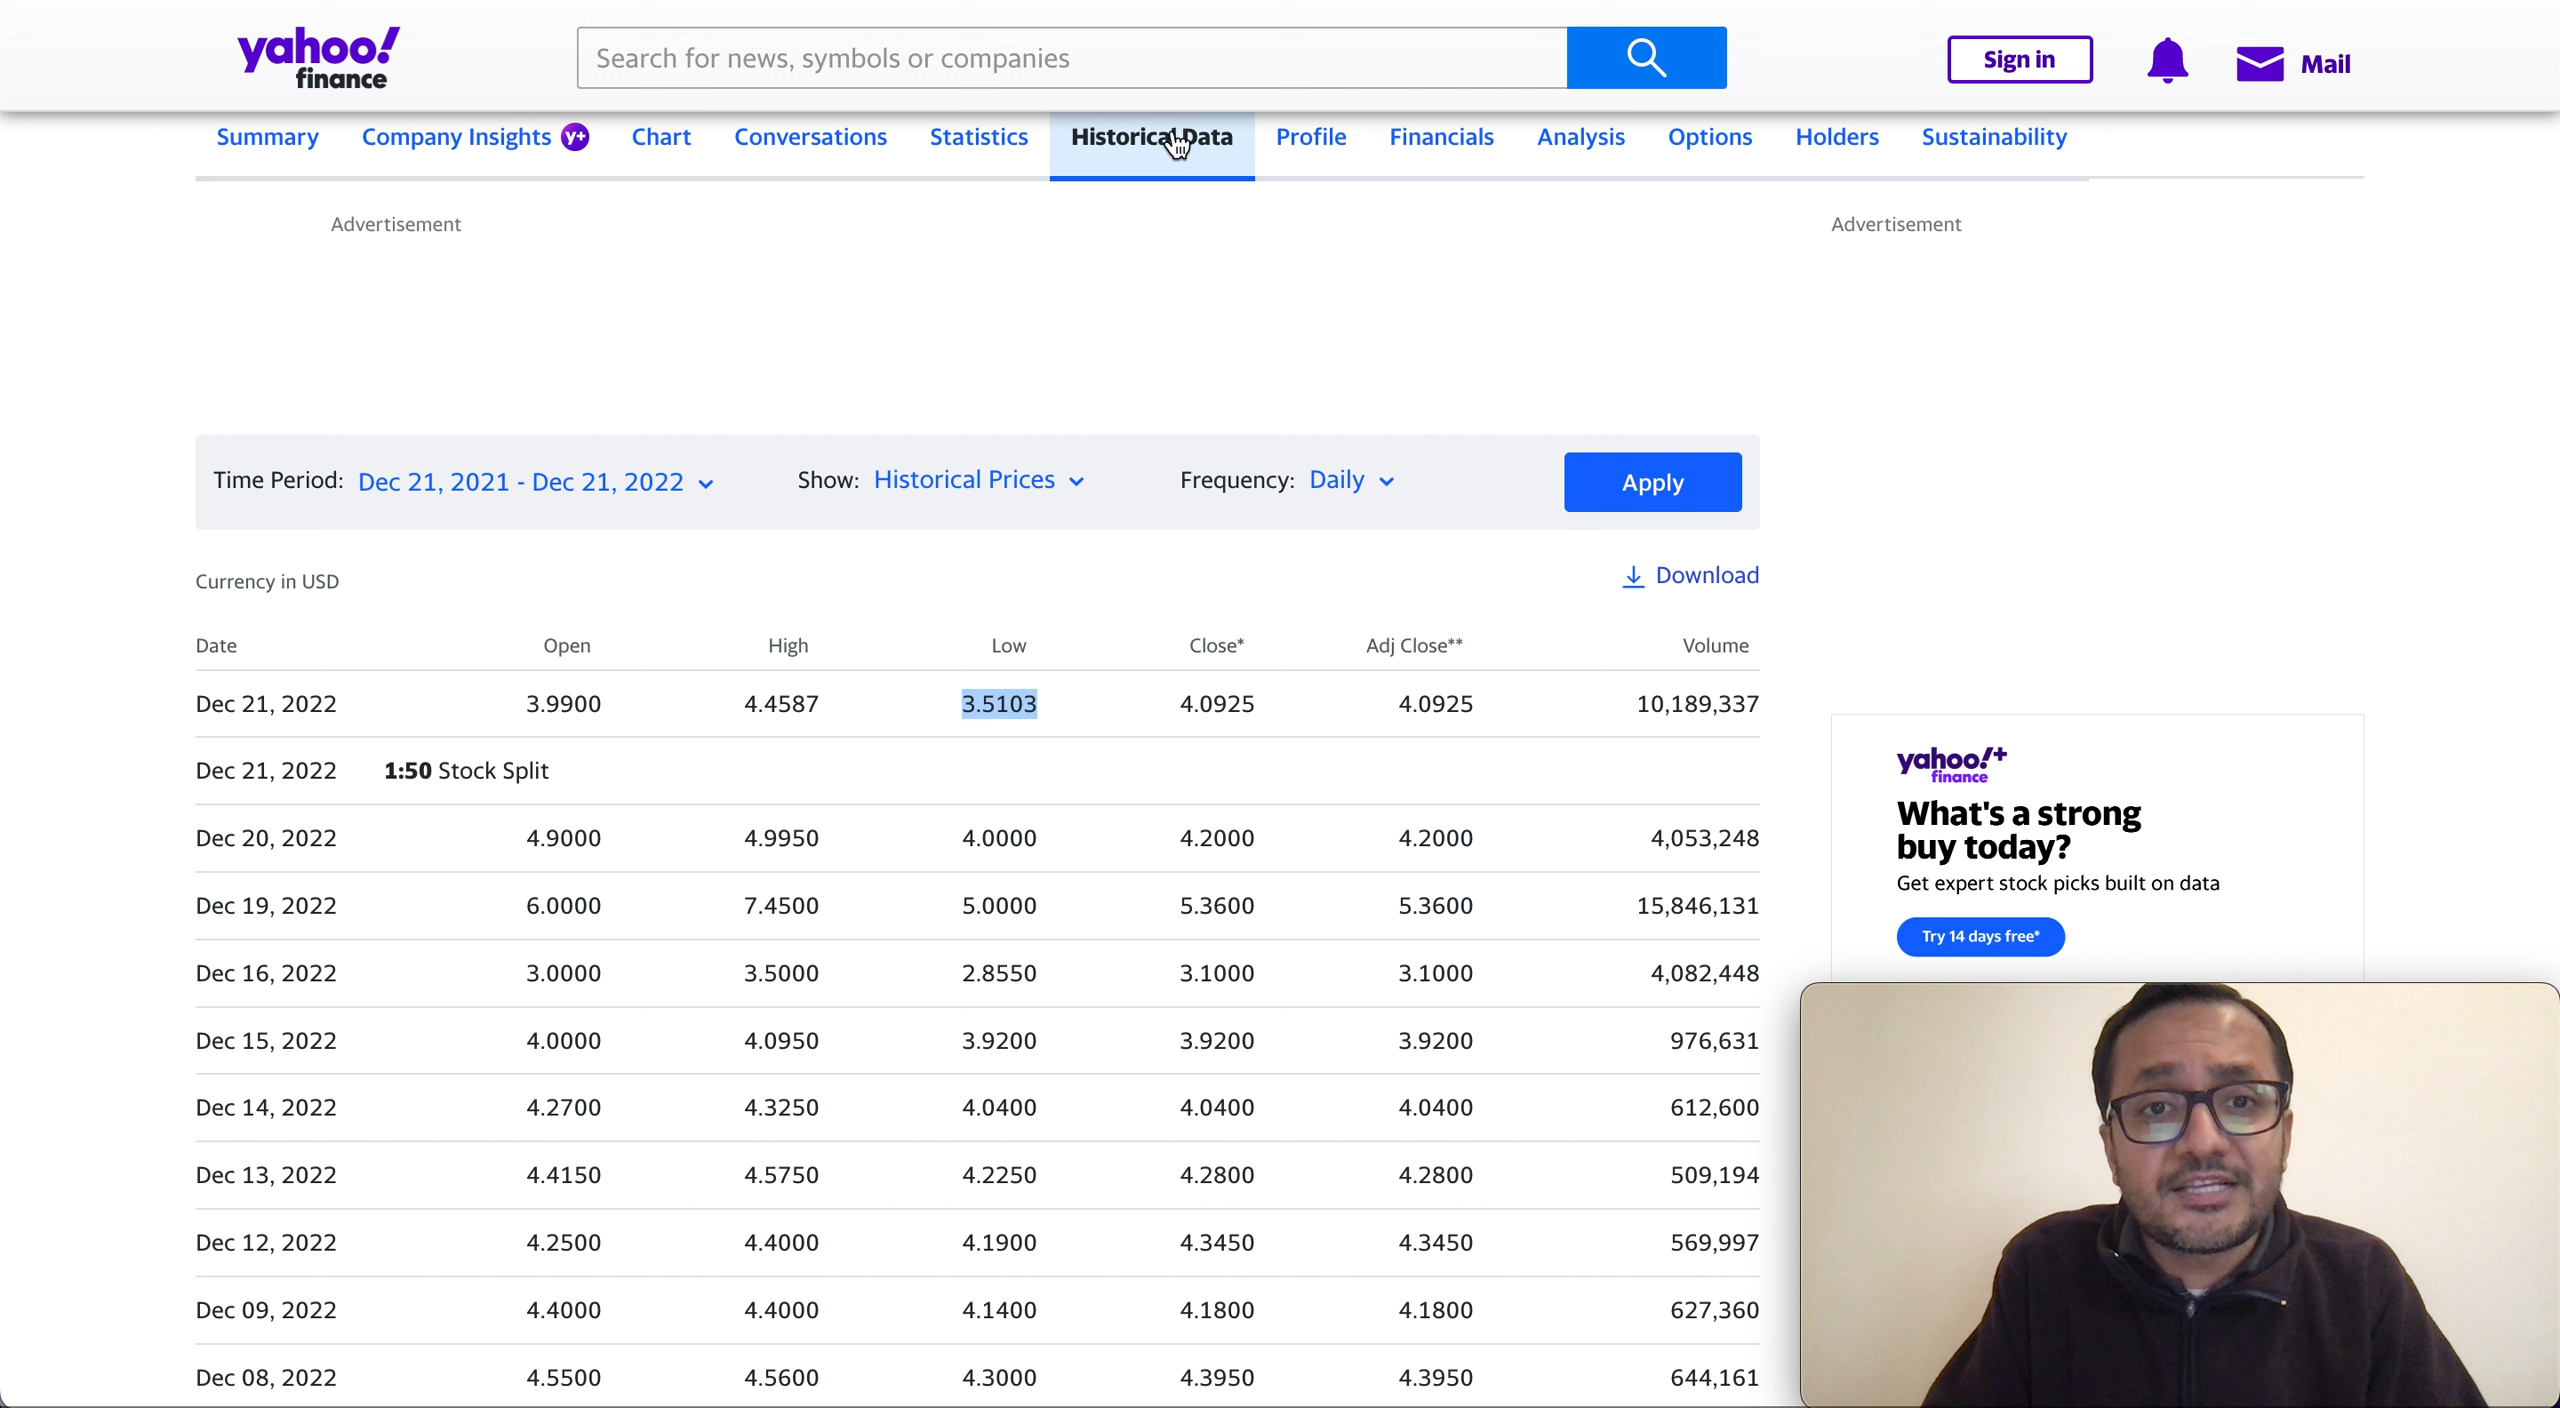 yahoo!
finance
Search for news, symbols or companies
Sign in
Mail
Summary Company Insights y+ Chart Conversations Statistics Historical Data Profile Financials Analysis Options Holders Sustainability
Advertisement
Advertisement
Time Period: Dec 21, 2021 - Dec 21, 2022 Show: Historical Prices Frequency: Daily Apply
Currency in USD
Download
Date Open High Low Close* Adj Close** Volume
Dec 21, 2022 3.9900 4.4587 3.5103 4.0925 4.0925 10,189,337
Dec 21, 2022 1:50 Stock Split
Dec 20, 2022 4.9000 4.9950 4.0000 4.2000 4.2000 4,053,248
Dec 19, 2022 6.0000 7.4500 5.0000 5.3600 5.3600 15,846,131
Dec 16, 2022 3.0000 3.5000 2.8550 3.1000 3.1000 4,082,448
Dec 15, 2022 4.0000 4.0950 3.9200 3.9200 3.9200 976,631
Dec 14, 2022 4.2700 4.3250 4.0400 4.0400 4.0400 612,600
Dec 13, 2022 4.4150 4.5750 4.2250 4.2800 4.2800 509,194
Dec 12, 2022 4.2500 4.4000 4.1900 4.3450 4.3450 569,997
Dec 09, 2022 4.4000 4.4000 4.1400 4.1800 4.1800 627,360
Dec 08, 2022 4.5500 4.5600 4.3000 4.3950 4.3950 644,161
yahoo!+
finance
What's a strong
buy today?
Get expert stock picks built on data
Try 14 days free*